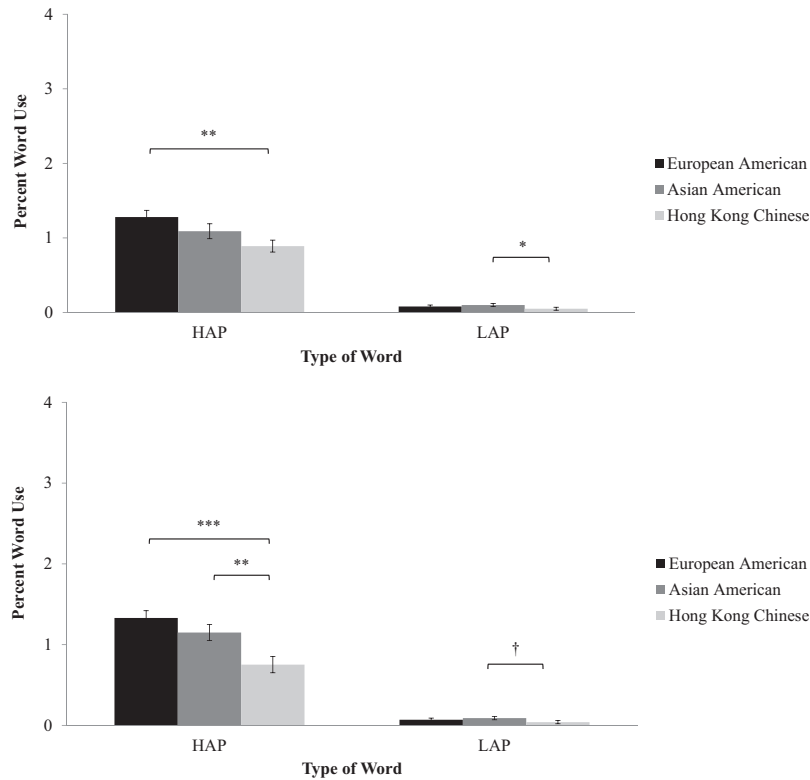 4
3
2
1
0
Percent Word Use
**
*
HAP
LAP
Type of Word
European American
Asian American
Hong Kong Chinese
4
3
2
1
0
Percent Word Use
***
**
†
HAP
LAP
Type of Word
European American
Asian American
Hong Kong Chinese